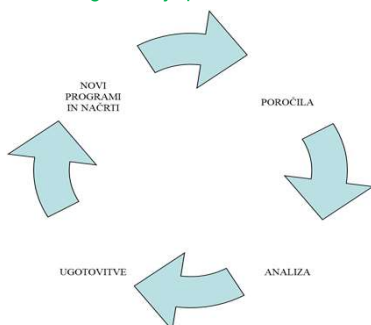 NOVI
PROGRAMI
IN NAČRTI
POROČILA
UGOTOVITVE
ANALIZA